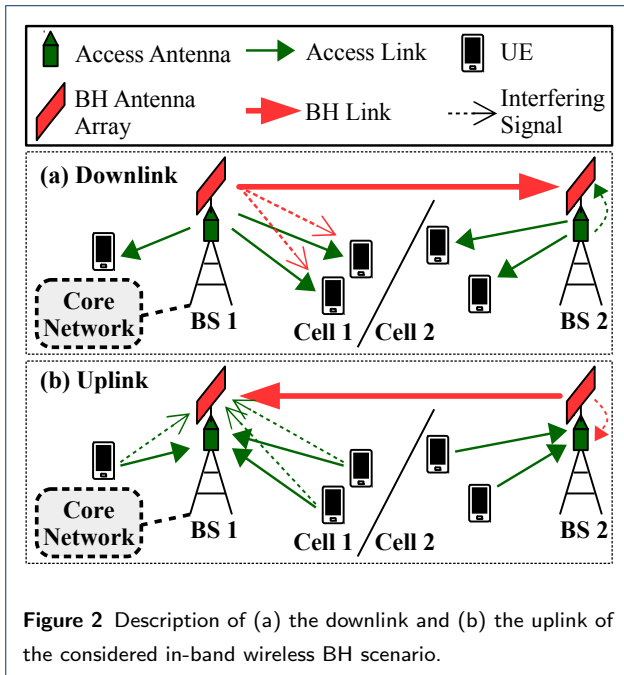 Access Antenna
Access Link
UE
BH Antenna
Array
BH Link
Interfering
Signal
(a) Downlink
Core
Network
BS 1
Cell 1
Cell 2
BS 2
(b) Uplink
Core
Network
BS 1
Cell 1
Cell 2
BS 2
Figure 2 Description of (a) the downlink and (b) the uplink of
the considered in-band wireless BH scenario.